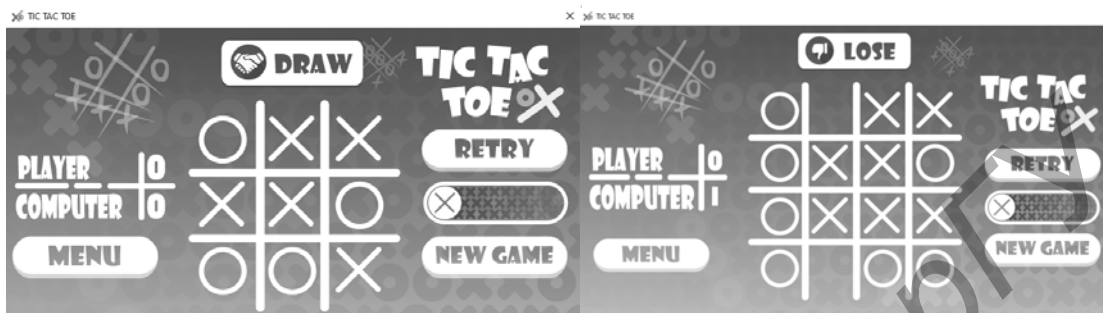 TIC TAC TOE
DRAW
TIC TAC
TOE
PLAYER 0
COMPUTER 0
MENU
RETRY
NEW GAME
TIC TAC TOE
LOSE
TIC TAC
TOE
PLAYER 0
COMPUTER 1
MENU
RETRY
NEW GAME